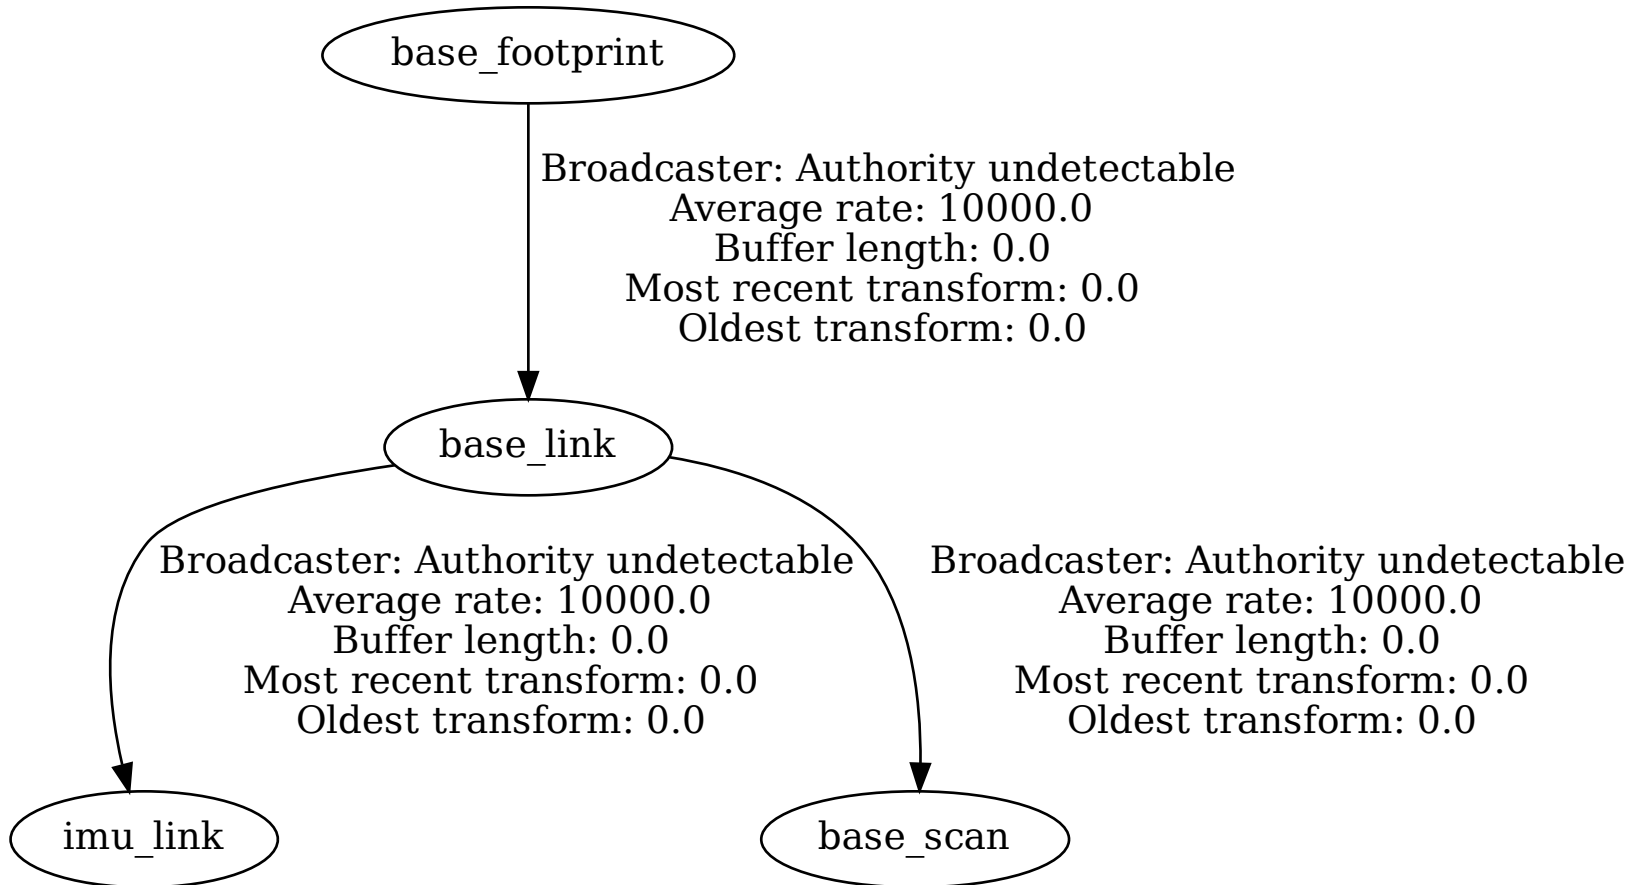 base_footprint
Broadcaster: Authority undetectable
Average rate: 10000.0
Buffer length: 0.0
Most recent transform: 0.0
Oldest transform: 0.0
base_link
Broadcaster: Authority undetectable
Average rate: 10000.0
Buffer length: 0.0
Most recent transform: 0.0
Oldest transform: 0.0
Broadcaster: Authority undetectable
Average rate: 10000.0
Buffer length: 0.0
Most recent transform: 0.0
Oldest transform: 0.0
imu_link
base_scan